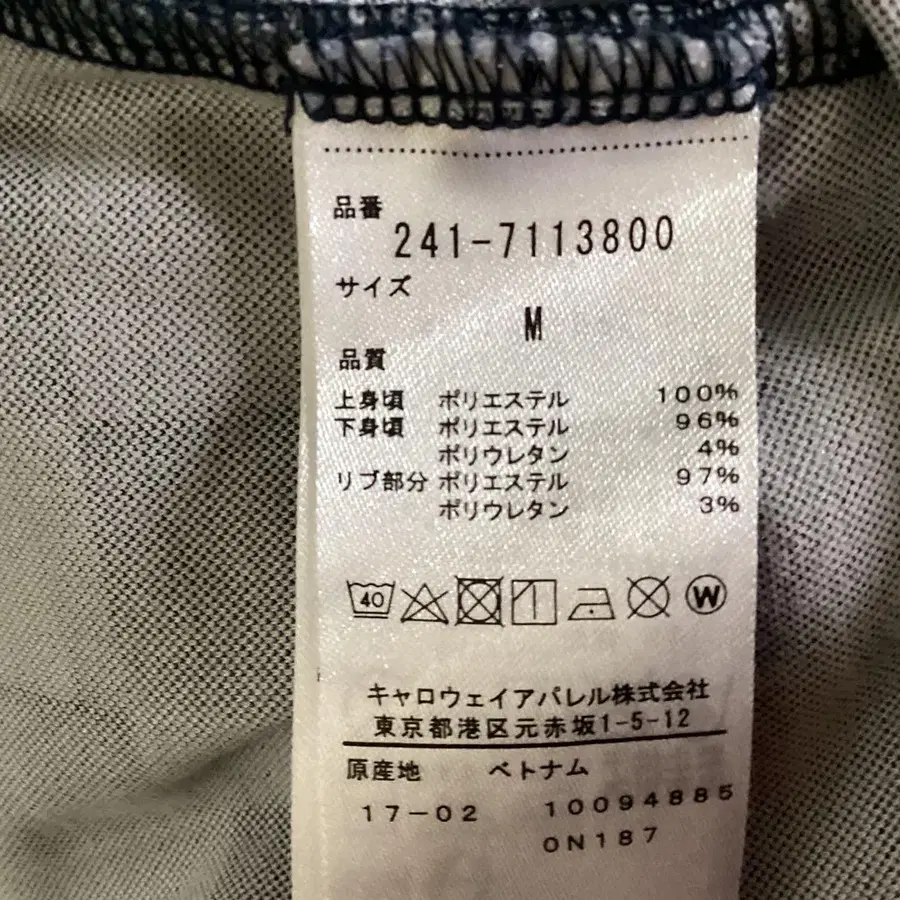 品番
241-7113800
サイズ
M
品質
上身頃 ポリエステル 100%
下身頃 ポリエステル 96%
ポリウレタン 4%
リブ部分 ポリエステル 97%
ポリウレタン 3%
40 W
キャロウェイアパレル株式会社
東京都港区元赤坂1-5-12
原産地 ベトナム
17-02 10094885
0N187